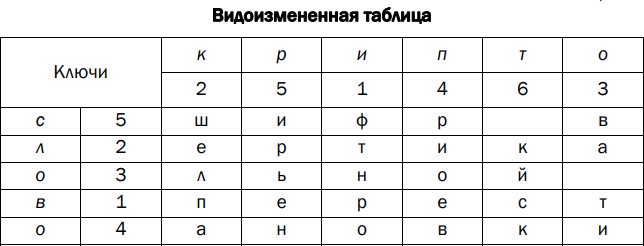 Видоизмененная таблица
Ключи к р и п т о
2 5 1 4 6 3
с 5 ш и ф р в
л 2 е р т и к а
о 3 л ь н о й
в 1 п е р е с т
о 4 а н о в к и